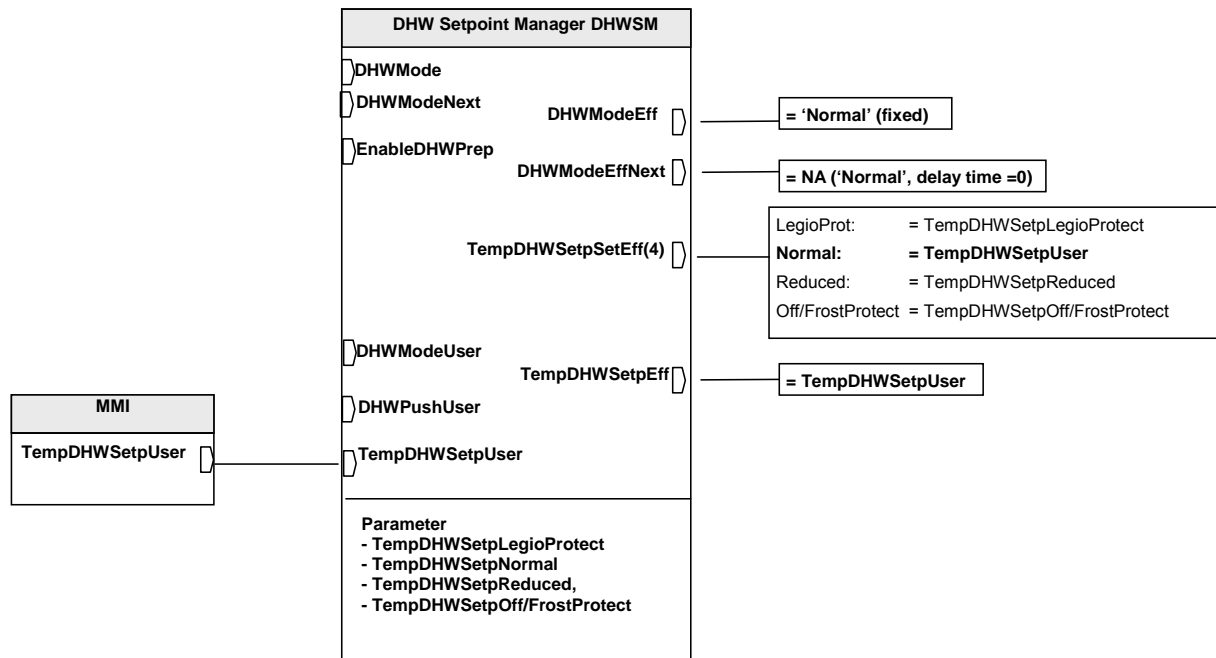 DHW Setpoint Manager DHWSM
DHWMode
DHWModeNext
EnableDHWPrep
DHWModeEff
DHWModeEffNext
TempDHWSetpSetEff(4)
DHWModeUser
TempDHWSetpEff
DHWPushUser
TempDHWSetpUser
Parameter
- TempDHWSetpLegioProtect
- TempDHWSetpNormal
- TempDHWSetpReduced,
- TempDHWSetpOff/FrostProtect
= ‘Normal’ (fixed)
= NA (‘Normal’, delay time =0)
LegioProt: = TempDHWSetpLegioProtect
Normal: = TempDHWSetpUser
Reduced: = TempDHWSetpReduced
Off/FrostProtect = TempDHWSetpOff/FrostProtect
= TempDHWSetpUser
MMI
TempDHWSetpUser